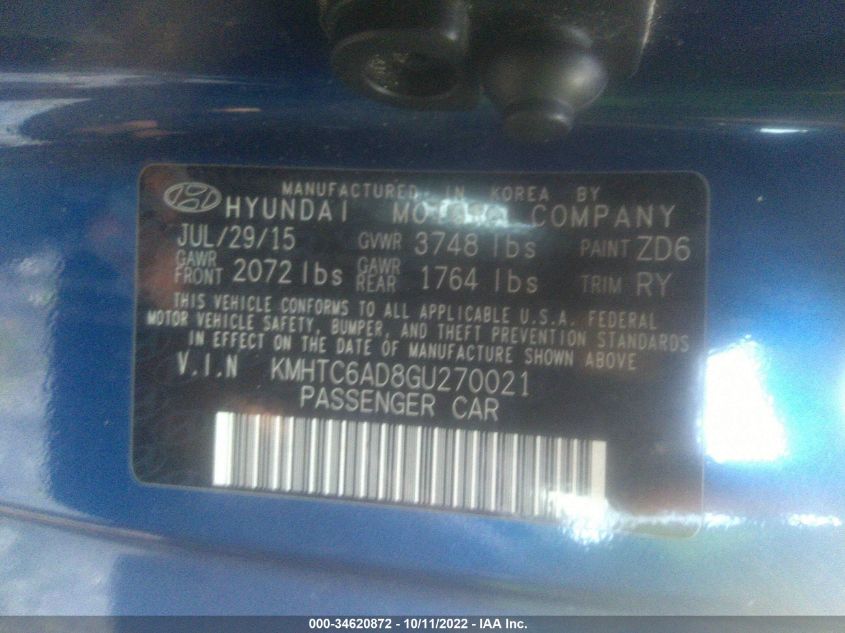 MANUFACTURED IN KOREA BY
HYUNDAI MOTOR COMPANY
JUL/29/15 GVWR 3748 lbs PAINT ZD6
GAWR FRONT 2072 lbs GAWR REAR 1764 lbs TRIM RY
THIS VEHICLE CONFORMS TO ALL APPLICABLE U.S.A. FEDERAL
MOTOR VEHICLE SAFETY, BUMPER, AND THEFT PREVENTION STANDARDS
IN EFFECT ON THE DATE OF MANUFACTURE SHOWN ABOVE
V.I.N KMHTC6AD8GU270021
PASSENGER CAR
000-34620872 - 10/11/2022 - IAA Inc.